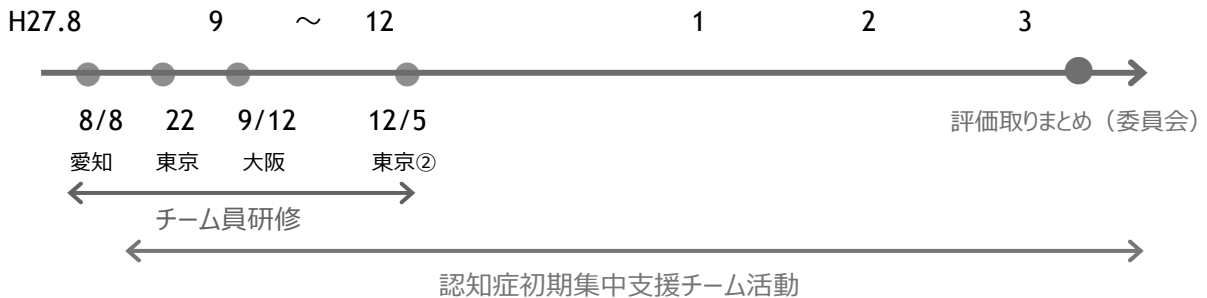 H27.8 9 ～ 12 1 2 3
8/8 22 9/12 12/5 評価取りまとめ（委員会）
愛知 東京 大阪 東京②
チーム員研修
認知症初期集中支援チーム活動